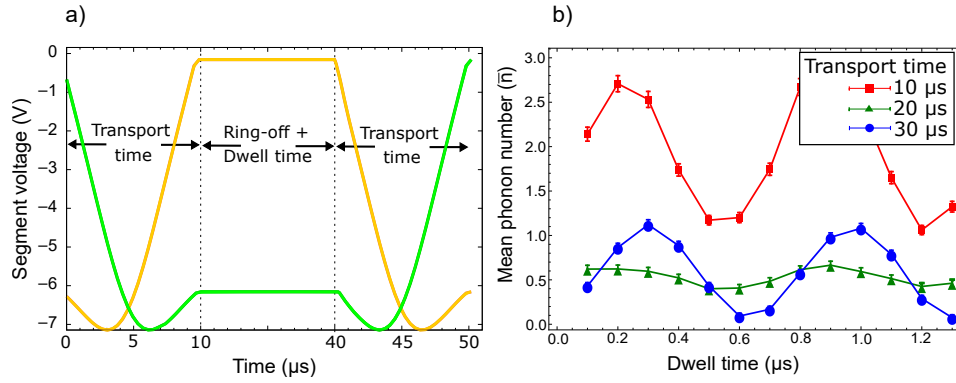 a)
Segment voltage (V)
0
−1
−2
−3
−4
−5
−6
−7
Transport
time
Ring-off +
Dwell time
Transport
time
0
5
10
40
45
50
Time (μs)
b)
Mean phonon number (n̅)
3.0
2.5
2.0
1.5
1.0
0.5
0.0
Transport time
10 μs
20 μs
30 μs
0.0
0.2
0.4
0.6
0.8
1.0
1.2
Dwell time (μs)